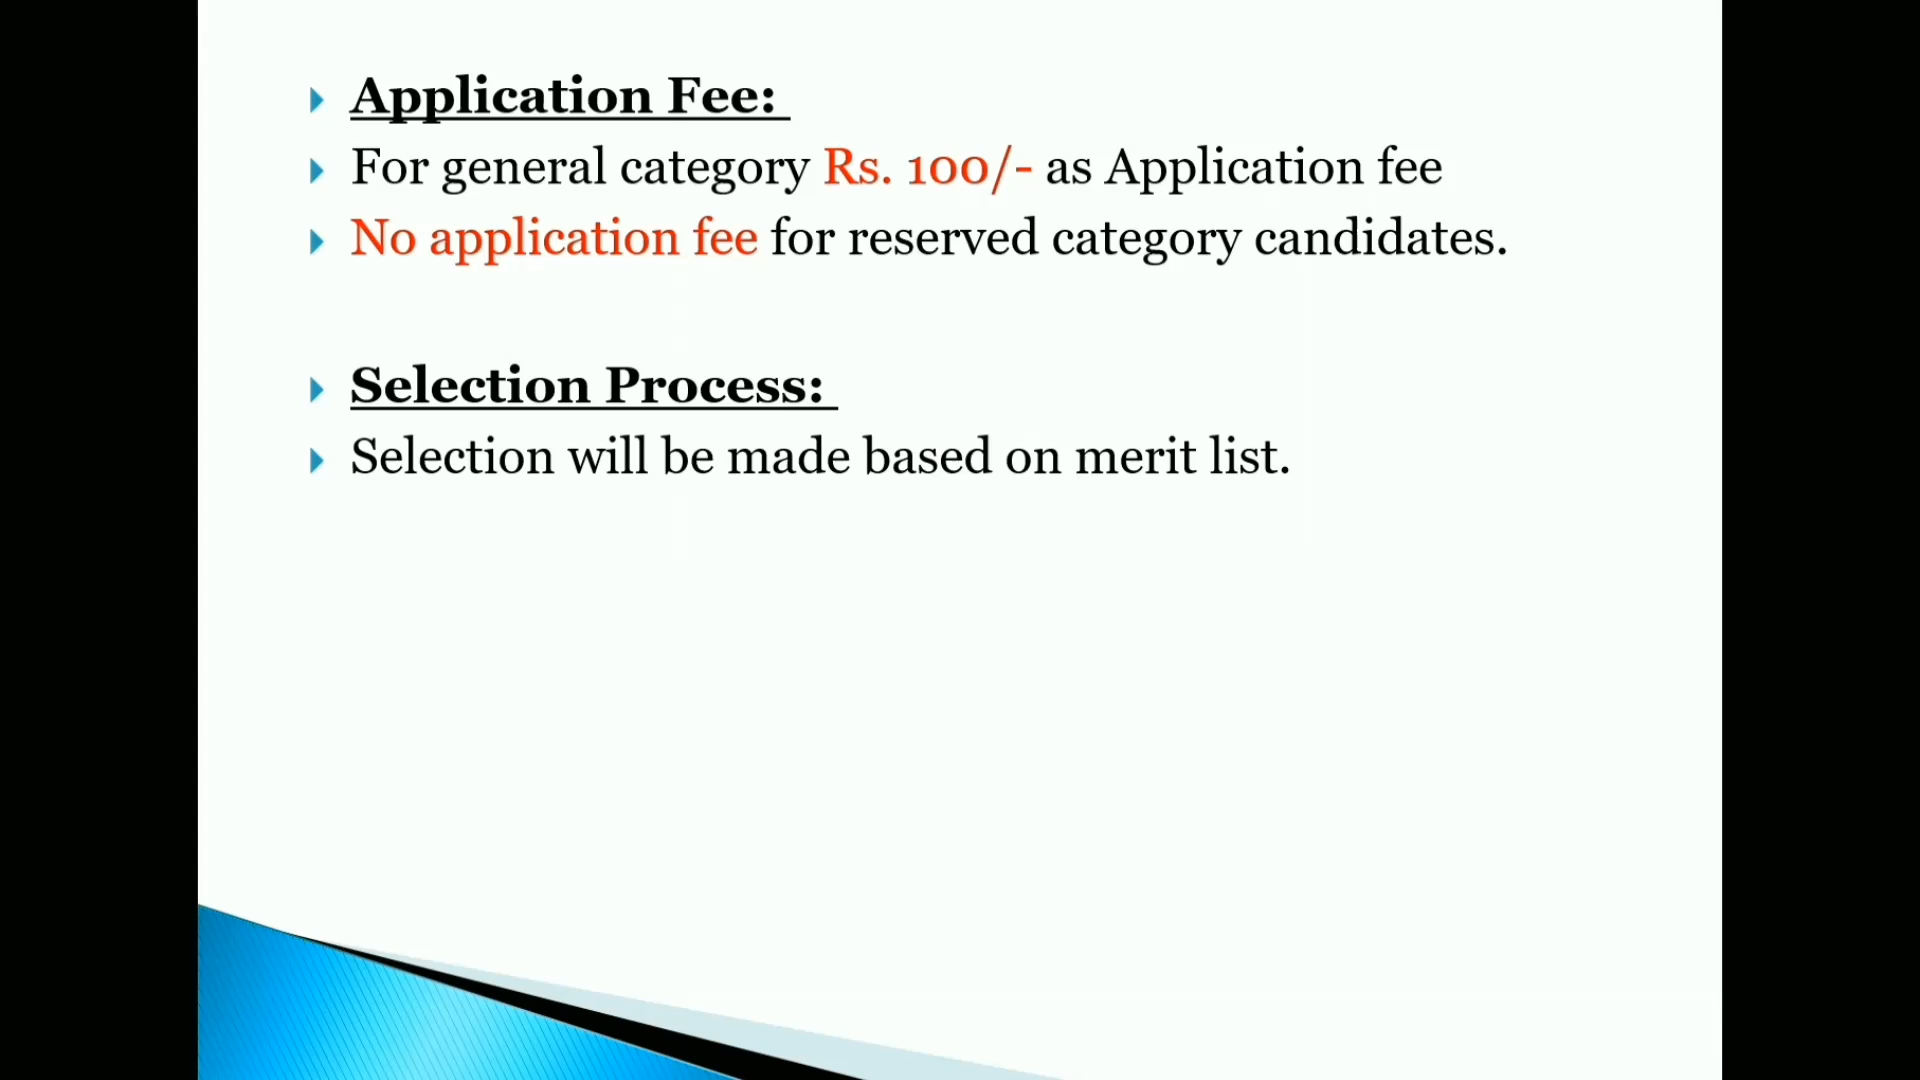 Application Fee:
For general category Rs. 100/- as Application fee
No application fee for reserved category candidates.
Selection Process:
Selection will be made based on merit list.